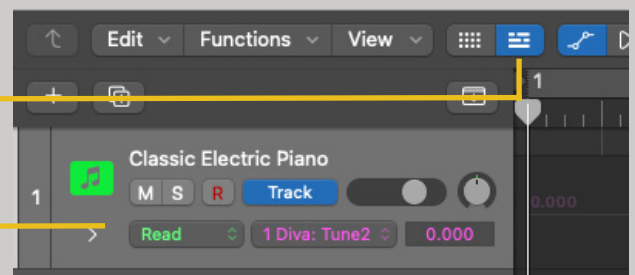 Edit Functions View
1
Classic Electric Piano
1 M S R Track
Read 1 Diva: Tune2 0.000
0.000